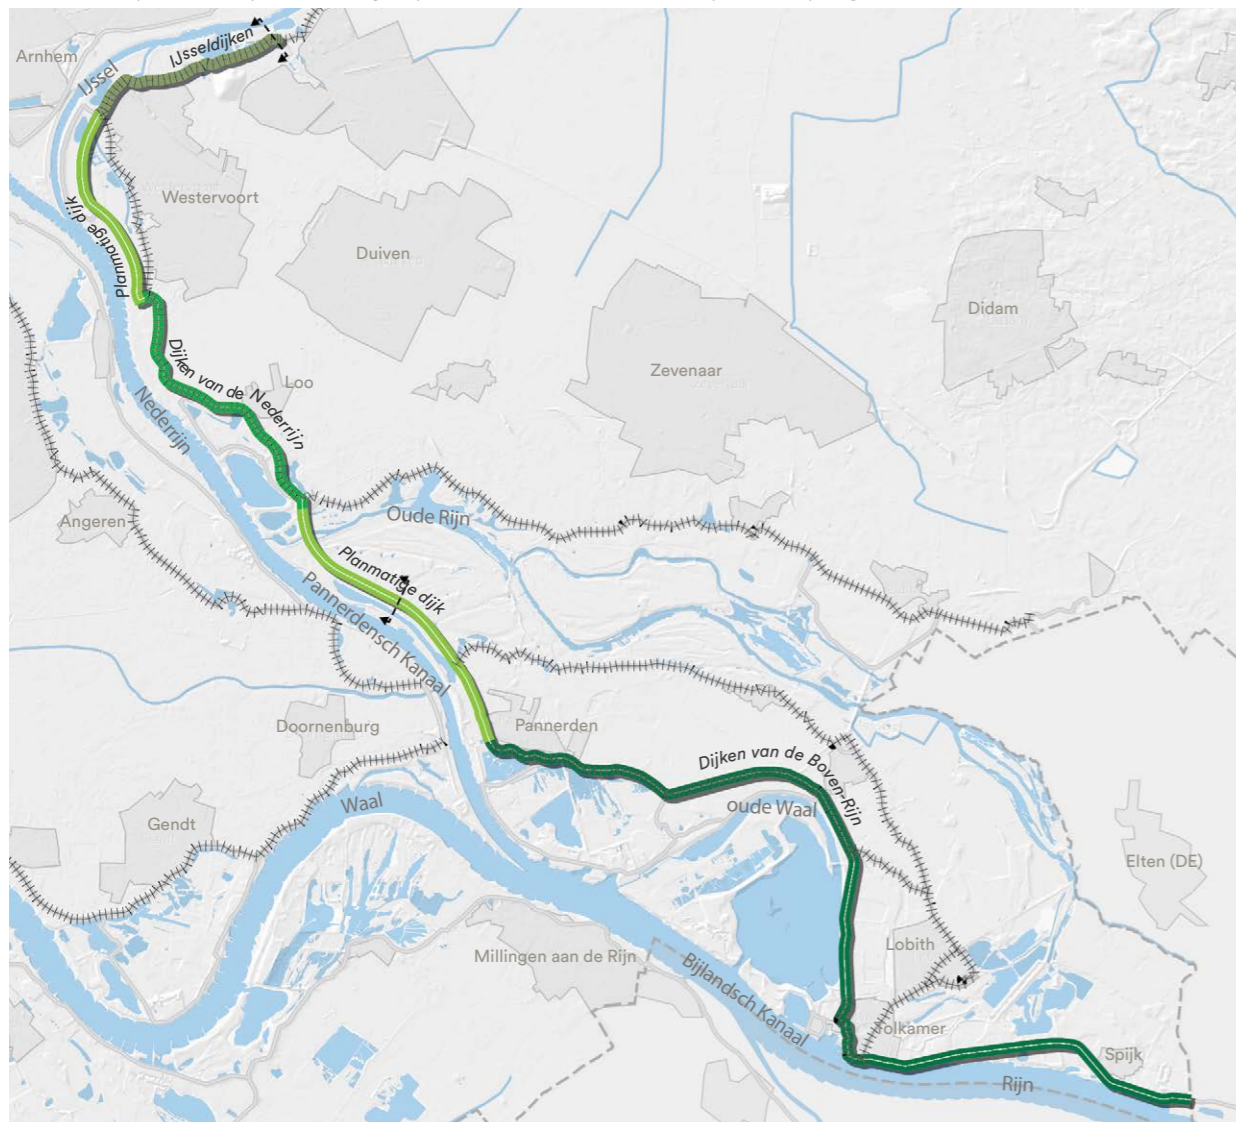 Arnhem
IJssel
IJsseldijken
Westervoort
Planmatige dijk
Duiven
Didam
Zevenaar
Dijken van de Nederrijn
Loo
Nederrijn
Angeren
Oude Rijn
Planmatige dijk
Pannerdensch Kanaal
Doornenburg
Pannerden
Dijken van de Boven-Rijn
Waal
oude Waal
Gendt
Elten (DE)
Lobith
Millingen aan de Rijn
Bijlandsch Kanaal
Tolkamer
Spijk
Rijn